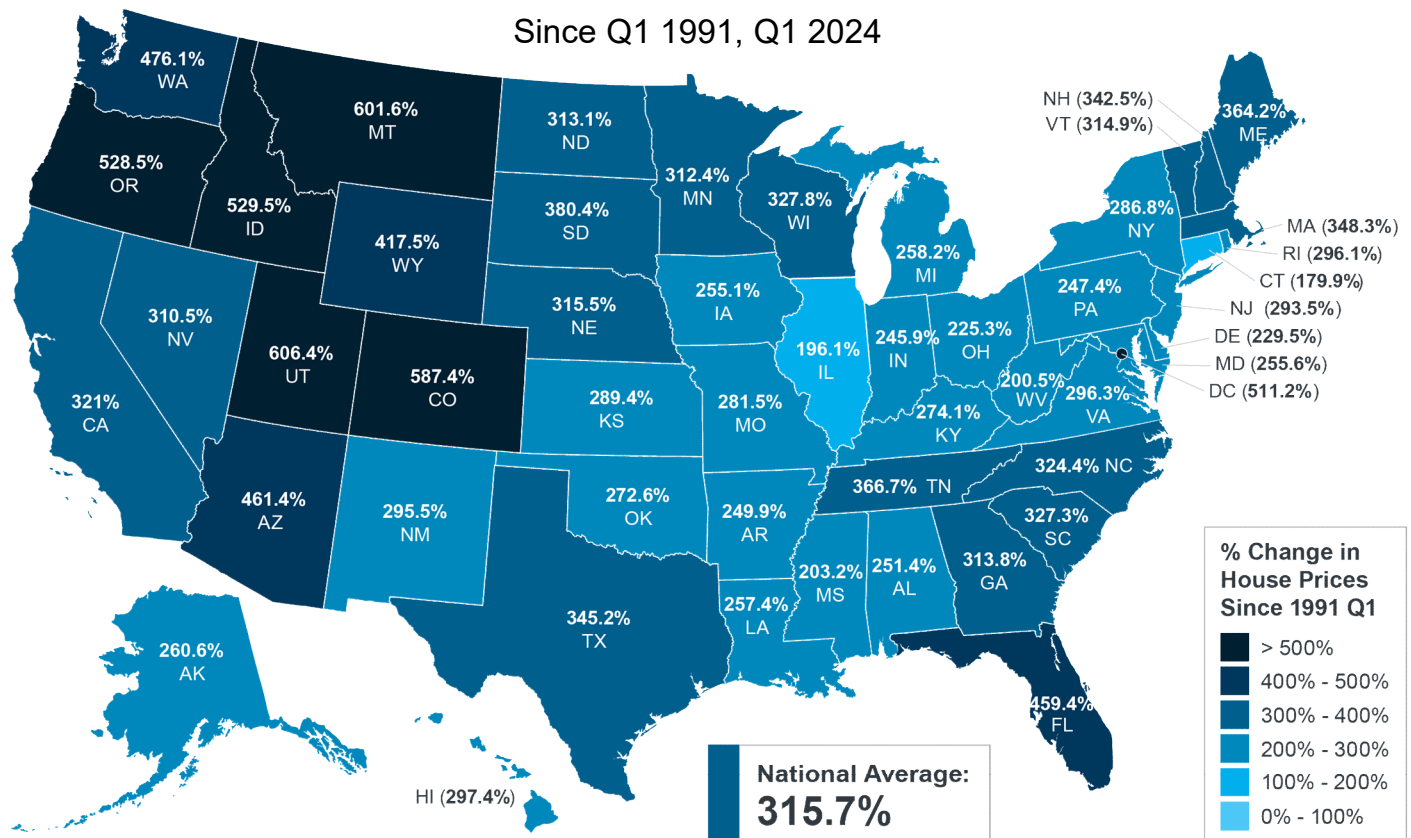 Since Q1 1991, Q1 2024
476.1%
WA
601.6%
MT
313.1%
ND
312.4%
MN
327.8%
WI
258.2%
MI
NH (342.5%)
VT (314.9%)
364.2%
ME
528.5%
OR
529.5%
ID
417.5%
WY
380.4%
SD
286.8%
NY
MA (348.3%)
RI (296.1%)
CT (179.9%)
NJ (293.5%)
DE (229.5%)
MD (255.6%)
DC (511.2%)
310.5%
NV
606.4%
UT
587.4%
CO
315.5%
NE
255.1%
IA
196.1%
IL
245.9%
IN
225.3%
OH
247.4%
PA
321%
CA
289.4%
KS
281.5%
MO
274.1%
KY
200.5%
WV
296.3%
VA
461.4%
AZ
295.5%
NM
272.6%
OK
249.9%
AR
366.7% TN
324.4% NC
327.3%
SC
345.2%
TX
257.4%
LA
203.2%
MS
251.4%
AL
313.8%
GA
459.4%
FL
260.6%
AK
HI (297.4%)
National Average:
315.7%
% Change in
House Prices
Since 1991 Q1
> 500%
400% - 500%
300% - 400%
200% - 300%
100% - 200%
0% - 100%